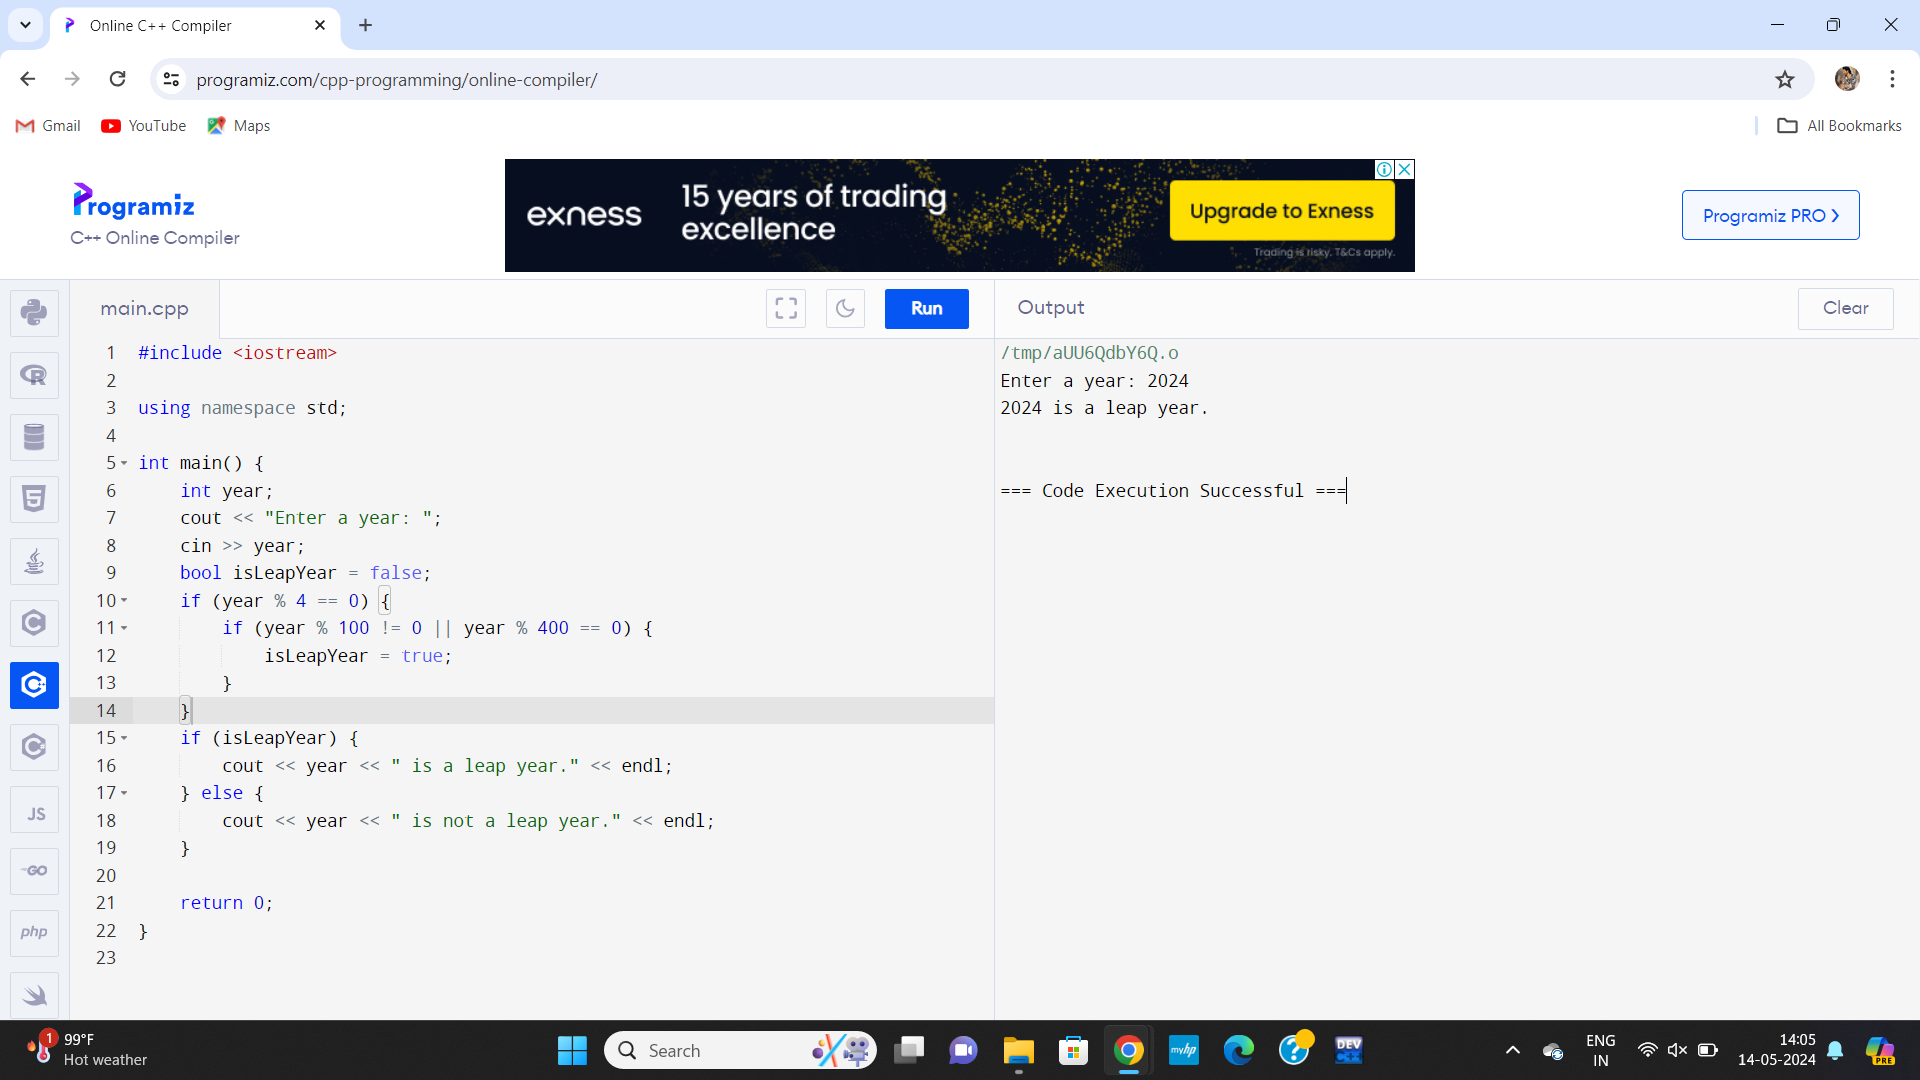 Online C++ Compiler
programiz.com/cpp-programming/online-compiler/
Gmail YouTube Maps All Bookmarks
Programiz
C++ Online Compiler
exness
15 years of trading
excellence
Upgrade to Exness
Trading is risky. T&Cs apply.
Programiz PRO >
main.cpp
Run
Output
Clear
1 #include <iostream>
2
3 using namespace std;
4
5 int main() {
6     int year;
7     cout << "Enter a year: ";
8     cin >> year;
9     bool isLeapYear = false;
10     if (year % 4 == 0) {
11         if (year % 100 != 0 || year % 400 == 0) {
12             isLeapYear = true;
13         }
14     }
15     if (isLeapYear) {
16         cout << year << " is a leap year." << endl;
17     } else {
18         cout << year << " is not a leap year." << endl;
19     }
20
21     return 0;
22 }
23
/tmp/aUU6QdbY6Q.o
Enter a year: 2024
2024 is a leap year.
=== Code Execution Successful ===
R
5
C
C+
C#
JS
GO
php
1
99°F
Hot weather
Search
myhp
DEV
C++
ENG
IN
14:05
14-05-2024
PRE